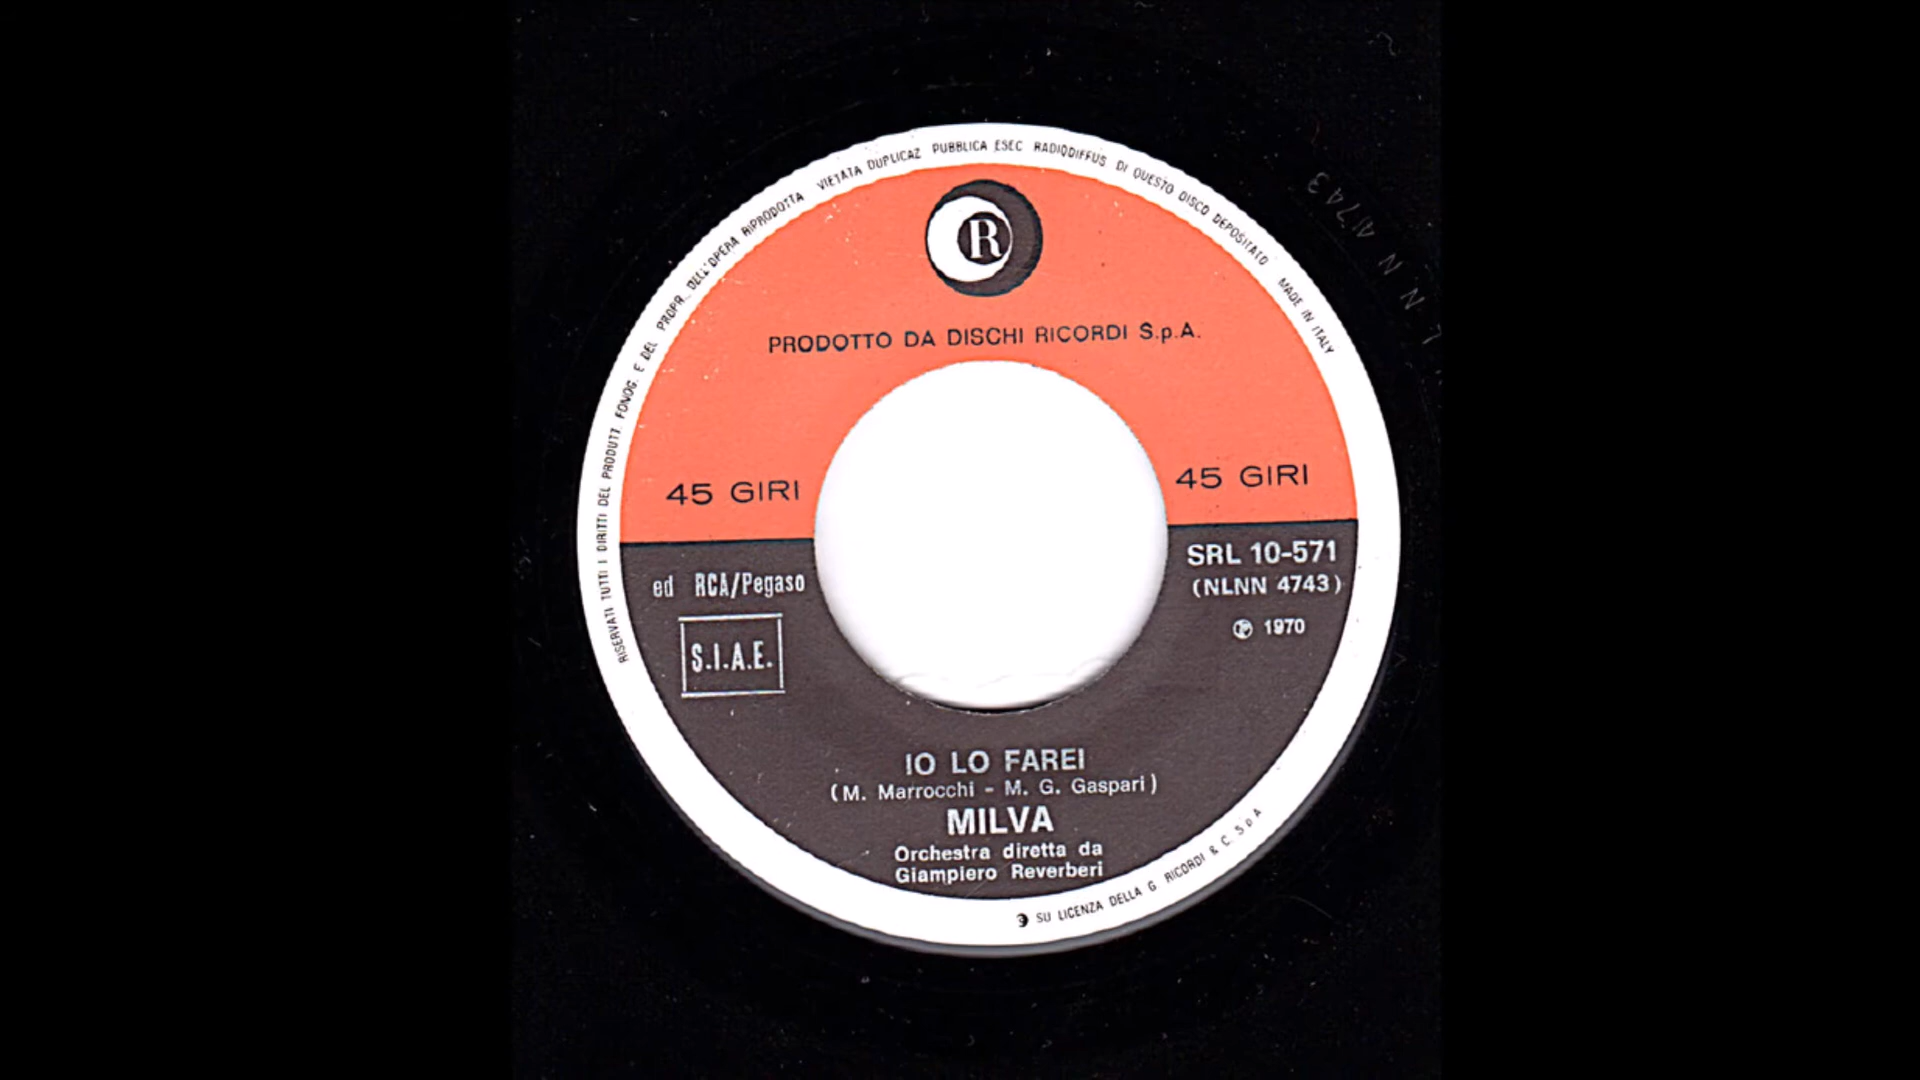 RISERVATI TUTTI I DIRITTI DEL PRODUTT. FONOG. E DEL PROPR. DELL'OPERA RIPRODOTTA VIETATA DUPLICAZ PUBBLICA ESEC RADIODIFFUS DI QUESTO DISCO DEPOSITATO MADE IN ITALY
R
PRODOTTO DA DISCHI RICORDI S.p.A.
45 GIRI
45 GIRI
ed RCA/Pegaso
S.I.A.E.
SRL 10-571
(NLNN 4743)
℗ 1970
IO LO FAREI
(M. Marrocchi - M. G. Gaspari)
MILVA
Orchestra diretta da
Giampiero Reverberi
SU LICENZA DELLA G RICORDI & C. S p A
L N N 4743